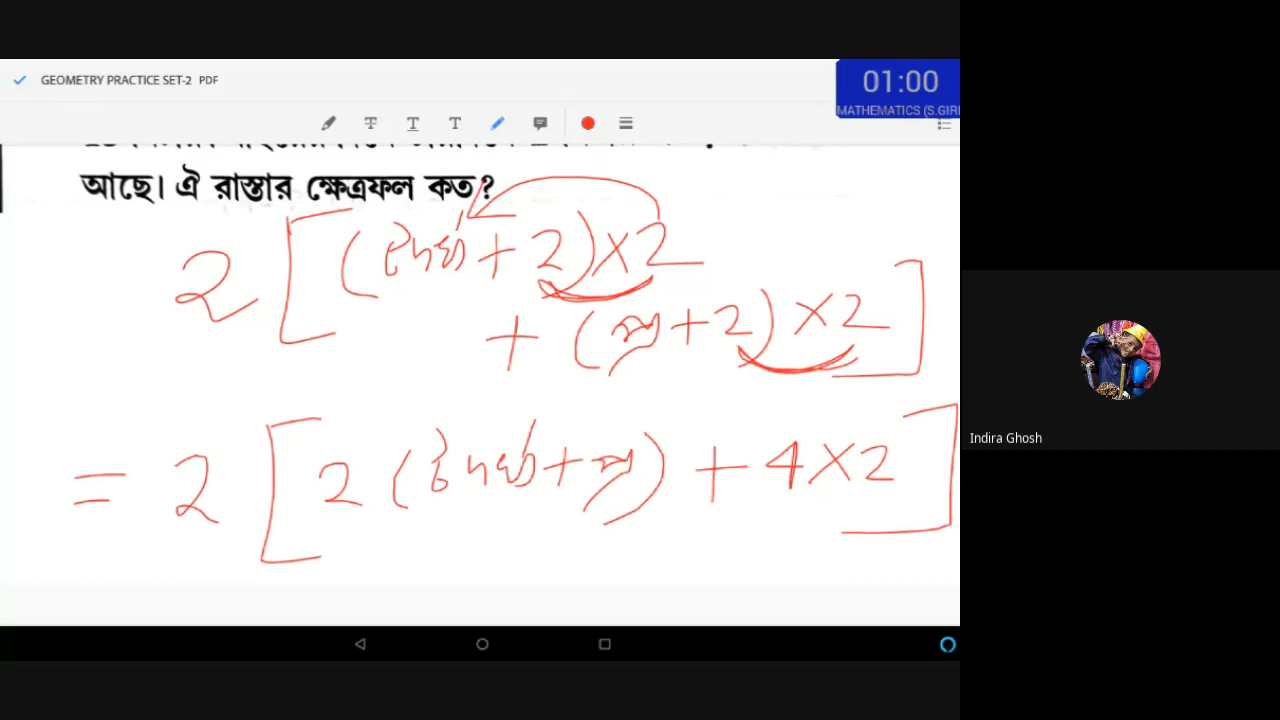 GEOMETRY PRACTICE SET-2 PDF
01:00
MATHEMATICS (S.GIRI
আছে। ঐ রাস্তার ক্ষেত্রফল কত?
2 [ (দৈর্ঘ্য + 2) × 2
+ (প্রস্থ + 2) × 2 ]
= 2 [ 2 (দৈর্ঘ্য + প্রস্থ) + 4 × 2 ]
Indira Ghosh